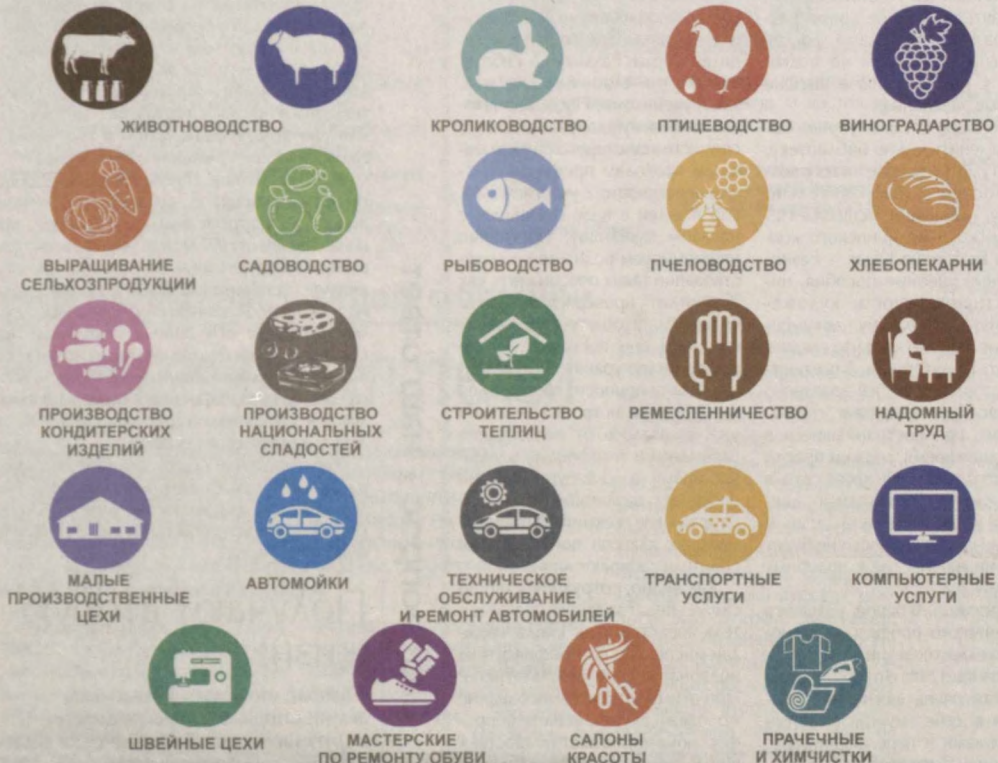 ЖИВОТНОВОДСТВО
КРОЛИКОВОДСТВО
ПТИЦЕВОДСТВО
ВИНОГРАДАРСТВО
ВЫРАЩИВАНИЕ
СЕЛЬХОЗПРОДУКЦИИ
САДОВОДСТВО
РЫБОВОДСТВО
ПЧЕЛОВОДСТВО
ХЛЕБОПЕКАРНИ
ПРОИЗВОДСТВО
КОНДИТЕРСКИХ
ИЗДЕЛИЙ
ПРОИЗВОДСТВО
НАЦИОНАЛЬНЫХ
СЛАДОСТЕЙ
СТРОИТЕЛЬСТВО
ТЕПЛИЦ
РЕМЕСЛЕННИЧЕСТВО
НАДОМНЫЙ
ТРУД
МАЛЫЕ
ПРОИЗВОДСТВЕННЫЕ
ЦЕХИ
АВТОМОЙКИ
ТЕХНИЧЕСКОЕ
ОБСЛУЖИВАНИЕ
И РЕМОНТ АВТОМОБИЛЕЙ
ТРАНСПОРТНЫЕ
УСЛУГИ
КОМПЬЮТЕРНЫЕ
УСЛУГИ
ШВЕЙНЫЕ ЦЕХИ
МАСТЕРСКИЕ
ПО РЕМОНТУ ОБУВИ
САЛОНЫ
КРАСОТЫ
ПРАЧЕЧНЫЕ
И ХИМЧИСТКИ